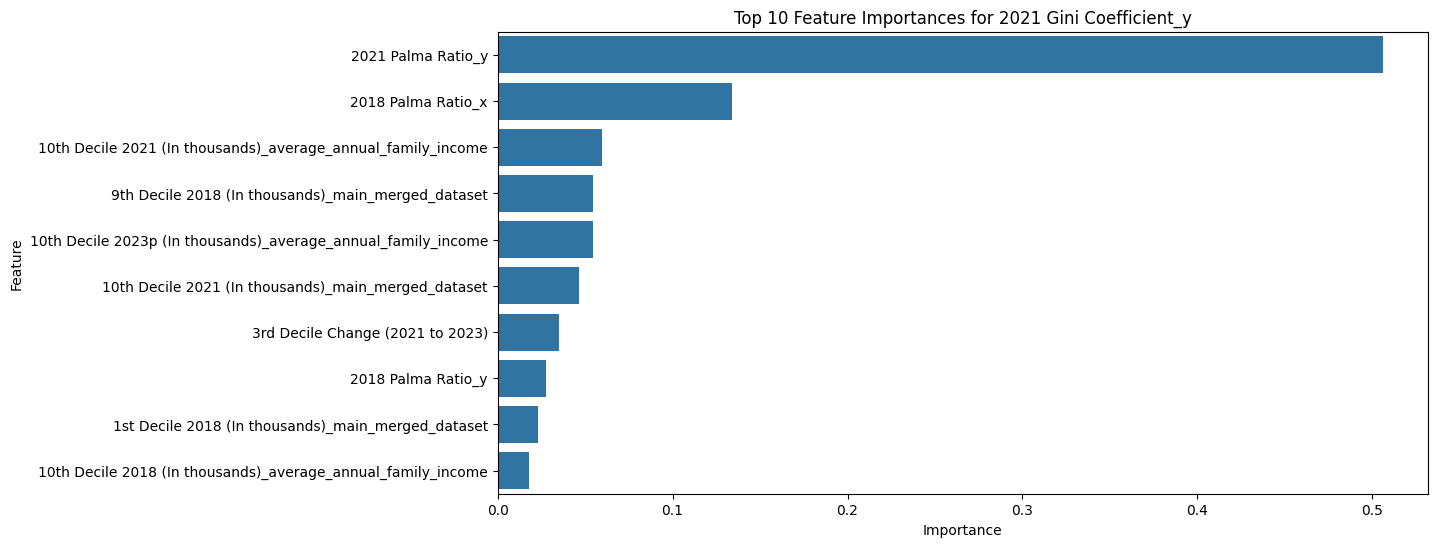 Top 10 Feature Importances for 2021 Gini Coefficient_y
Feature
2021 Palma Ratio_y
2018 Palma Ratio_x
10th Decile 2021 (In thousands)_average_annual_family_income
9th Decile 2018 (In thousands)_main_merged_dataset
10th Decile 2023p (In thousands)_average_annual_family_income
10th Decile 2021 (In thousands)_main_merged_dataset
3rd Decile Change (2021 to 2023)
2018 Palma Ratio_y
1st Decile 2018 (In thousands)_main_merged_dataset
10th Decile 2018 (In thousands)_average_annual_family_income
0.0 0.1 0.2 0.3 0.4 0.5
Importance